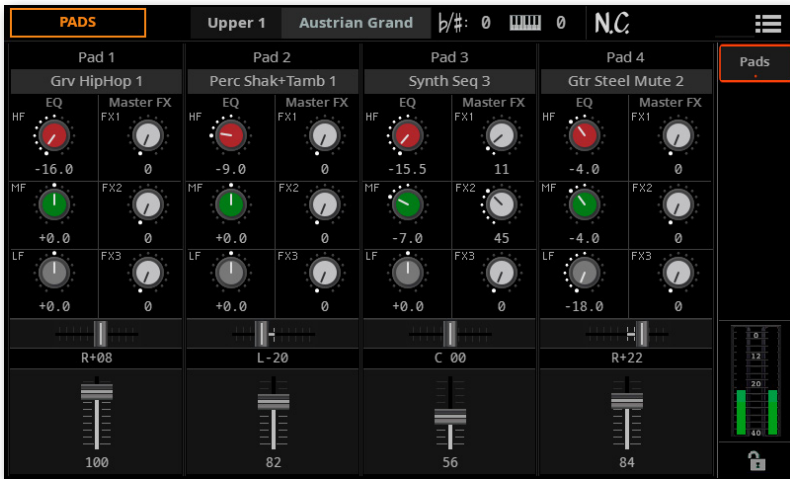 PADS Upper 1 Austrian Grand b/#: 0 0 N.C.
Pad 1 Pad 2 Pad 3 Pad 4 Pads
Grv HipHop 1 Perc Shak+Tamb 1 Synth Seq 3 Gtr Steel Mute 2
EQ Master FX EQ Master FX EQ Master FX EQ Master FX
HF FX1 HF FX1 HF FX1 HF FX1
-16.0 0 -9.0 0 -15.5 11 -4.0 0
MF FX2 MF FX2 MF FX2 MF FX2
+0.0 0 +0.0 0 -7.0 45 -4.0 0
LF FX3 LF FX3 LF FX3 LF FX3
+0.0 0 +0.0 0 +0.0 0 -18.0 0
R+08 L-20 C 00 R+22
100 82 56 84
0
12
20
40